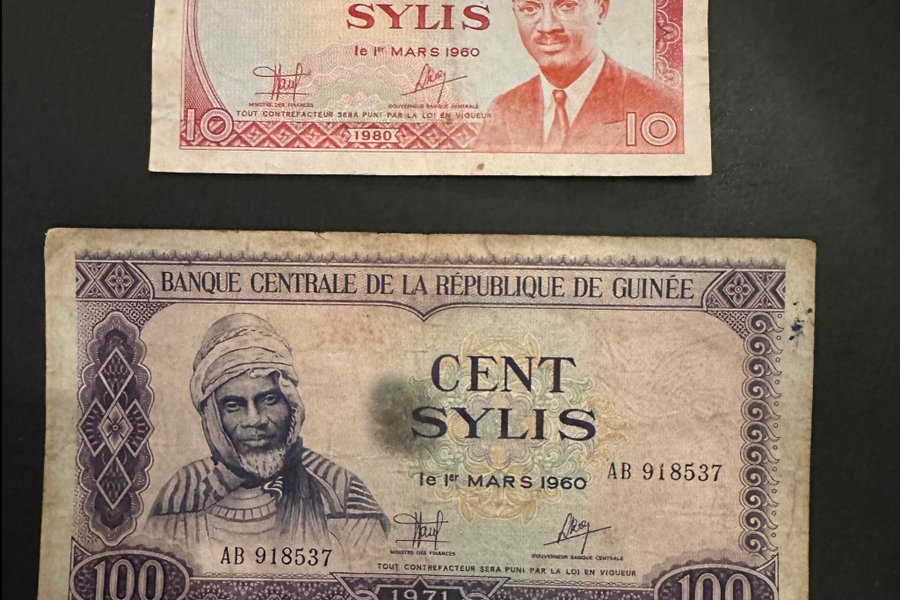 SYLIS
le 1er MARS 1960
MINISTRE DES FINANCES GOUVERNEUR BANQUE CENTRALE
TOUT CONTREFACTEUR SERA PUNI PAR LA LOI EN VIGUEUR
10 1980 10
BANQUE CENTRALE DE LA RÉPUBLIQUE DE GUINÉE
CENT
SYLIS
AB 918537
le 1er MARS 1960
AB 918537
MINISTRE DES FINANCES GOUVERNEUR BANQUE CENTRALE
TOUT CONTREFACTEUR SERA PUNI PAR LA LOI EN VIGUEUR
100 1971 100